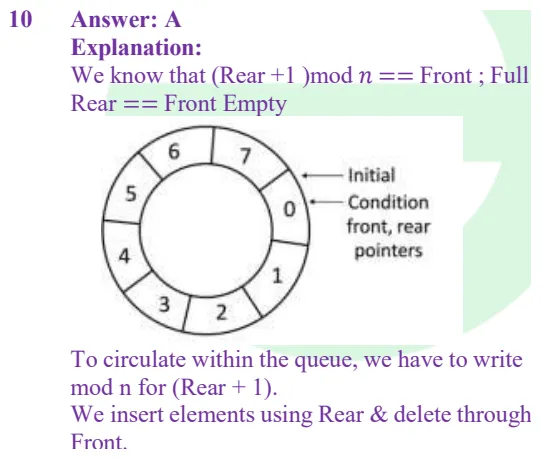 10 Answer: A
Explanation:
We know that (Rear +1 )mod 𝑛 == Front ; Full
Rear == Front Empty
6
7
Initial
5
0
Condition
front, rear
4
pointers
1
3
2
To circulate within the queue, we have to write
mod n for (Rear + 1).
We insert elements using Rear & delete through
Front.